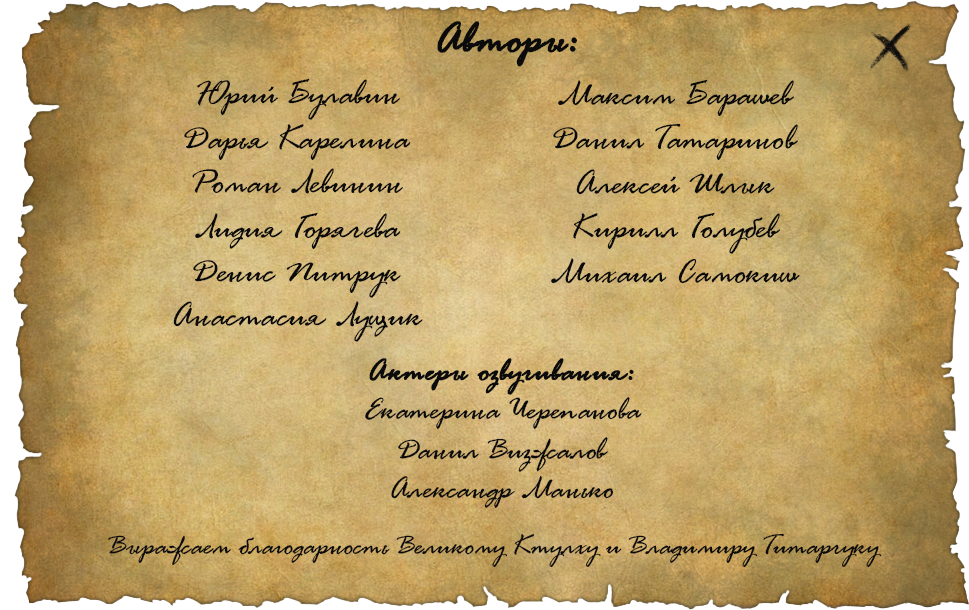 Авторы:
Юрий Булавин
Дарья Карелина
Роман Левинин
Лидия Горячева
Денис Питрук
Анастасия Лущик
Максим Барашев
Данил Татаринов
Алексей Шлык
Кирилл Голубев
Михаил Самокиш
Актеры озвучивания:
Екатерина Черепанова
Данил Визжалов
Александр Манько
Выражаем благодарность Великому Ктулху и Владимиру Титарчуку